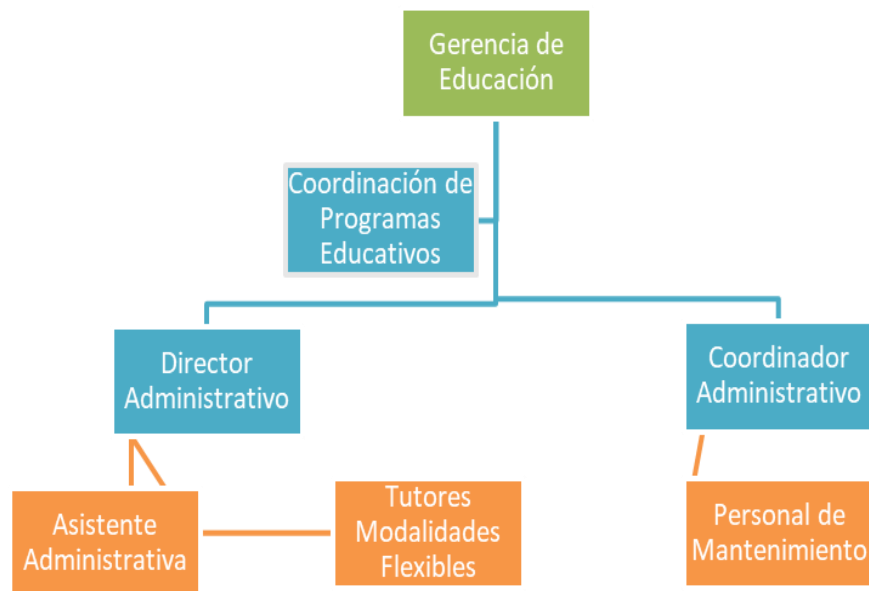 Gerencia de
Educación
Coordinación de
Programas
Educativos
Director
Administrativo
Coordinador
Administrativo
Asistente
Administrativa
Tutores
Modalidades
Flexibles
Personal de
Mantenimiento